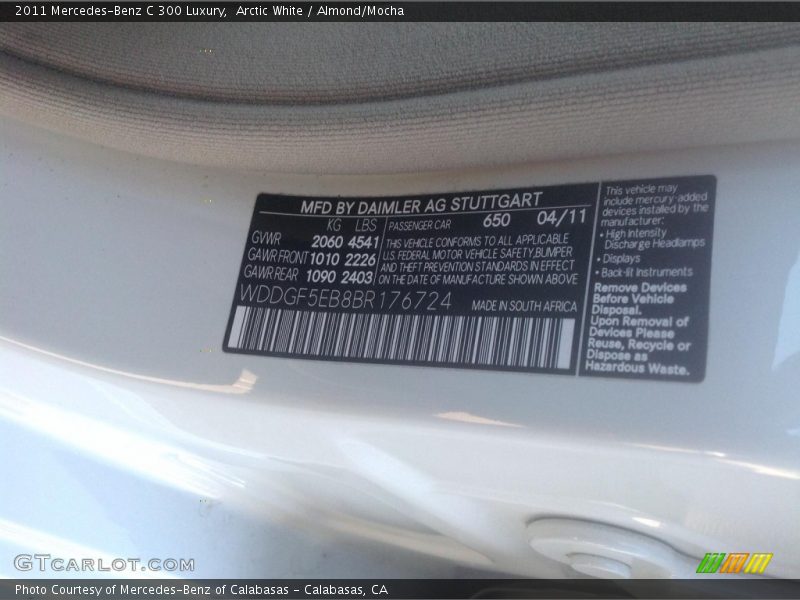 2011 Mercedes-Benz C 300 Luxury,  Arctic White / Almond/Mocha
MFD BY DAIMLER AG STUTTGART
KG LBS
GVWR 2060 4541
GAWR FRONT 1010 2226
GAWR REAR 1090 2403
PASSENGER CAR 650 04/11
THIS VEHICLE CONFORMS TO ALL APPLICABLE
U.S. FEDERAL MOTOR VEHICLE SAFETY,BUMPER
AND THEFT PREVENTION STANDARDS IN EFFECT
ON THE DATE OF MANUFACTURE SHOWN ABOVE
WDDGF5EB8BR176724 MADE IN SOUTH AFRICA
This vehicle may
include mercury-added
devices installed by the
manufacturer:
• High Intensity
Discharge Headlamps
• Displays
• Back-lit Instruments
Remove Devices
Before Vehicle
Disposal.
Upon Removal of
Devices Please
Reuse, Recycle or
Dispose as
Hazardous Waste.
GTCARLOT.COM
Photo Courtesy of Mercedes-Benz of Calabasas - Calabasas, CA